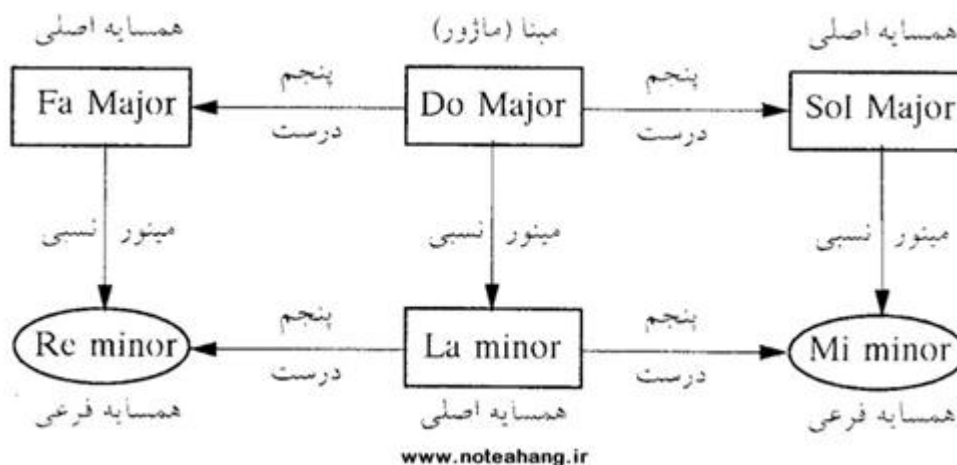 همسایه اصلی
مبنا (ماژور)
همسایه اصلی
Fa Major
پنجم
درست
Do Major
پنجم
درست
Sol Major
مینور نسبی
مینور نسبی
مینور نسبی
Re minor
پنجم
درست
La minor
پنجم
درست
Mi minor
همسایه فرعی
همسایه اصلی
همسایه فرعی
www.noteahang.ir